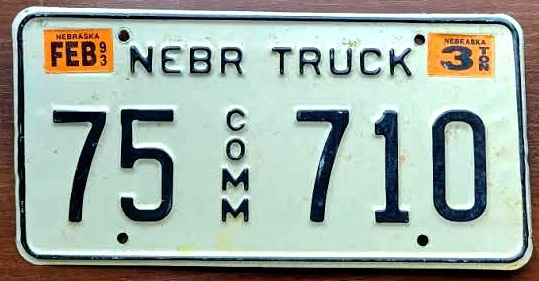 NEBRASKA
FEB 93
NEBR TRUCK
NEBRASKA
3 TON
75 COMM 710